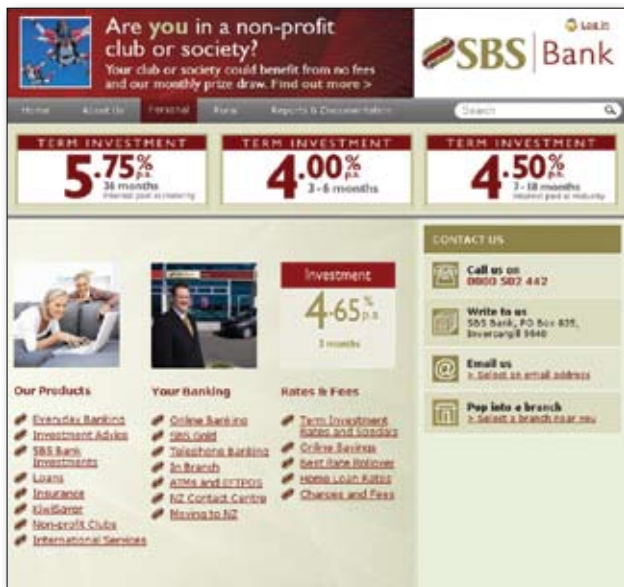 Are you in a non-profit
club or society?
Your club or society could benefit from no fees
and our monthly prize draw. Find out more >
Log in
SBS Bank
Home About Us Personal Rural Reports & Documentation
Search
TERM INVESTMENT
5.75% p.a.
36 months
Interest paid at maturity
TERM INVESTMENT
4.00% p.a.
3-6 months
TERM INVESTMENT
4.50% p.a.
7-18 months
Interest paid at maturity
Investment
4.65% p.a.
3 months
Our Products
Everyday Banking
Investment Advice
SBS Bank
Investments
Loans
Insurance
KiwiSaver
Non-profit Clubs
International Services
Your Banking
Online Banking
SBS Gold
Telephone Banking
In Branch
ATMs and EFTPOS
NZ Contact Centre
Moving to NZ
Rates & Fees
Term Investment
Rates and Specials
Online Savings
Best Rate Rollover
Home Loan Rates
Charges and Fees
CONTACT US
Call us on
0800 502 442
Write to us
SBS Bank, PO Box 835,
Invercargill 9840
Email us
> Select an email address
Pop into a branch
> Select a branch near you